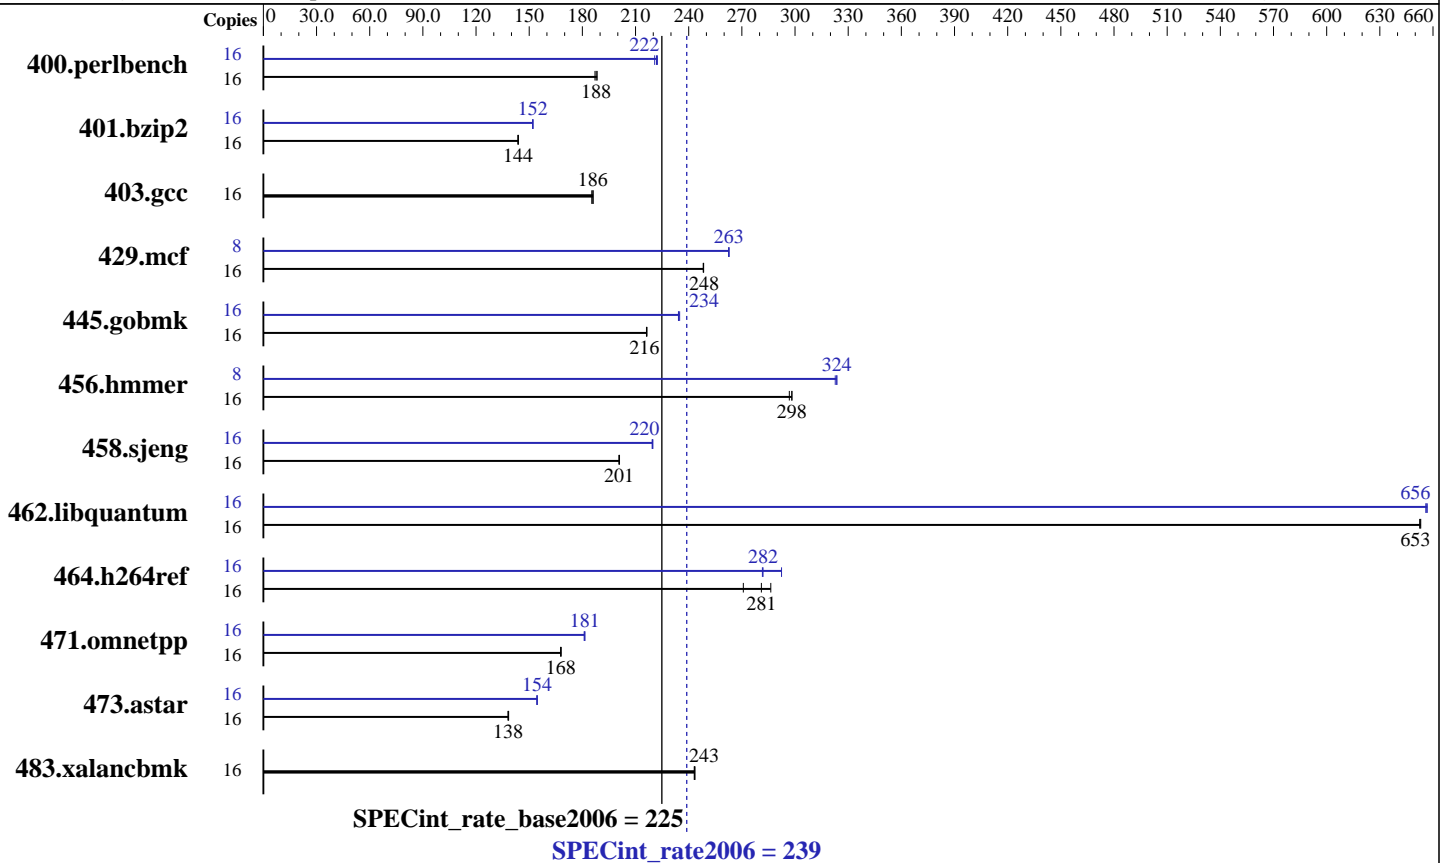 Copies 0 30.0 60.0 90.0 120 150 180 210 240 270 300 330 360 390 420 450 480 510 540 570 600 630 660
400.perlbench 16 222
16 188
401.bzip2 16 152
16 144
403.gcc 16 186
429.mcf 8 263
16 248
445.gobmk 16 234
16 216
456.hmmer 8 324
16 298
458.sjeng 16 220
16 201
462.libquantum 16 656
16 653
464.h264ref 16 282
16 281
471.omnetpp 16 181
16 168
473.astar 16 154
16 138
483.xalancbmk 16 243
SPECint_rate_base2006 = 225
SPECint_rate2006 = 239